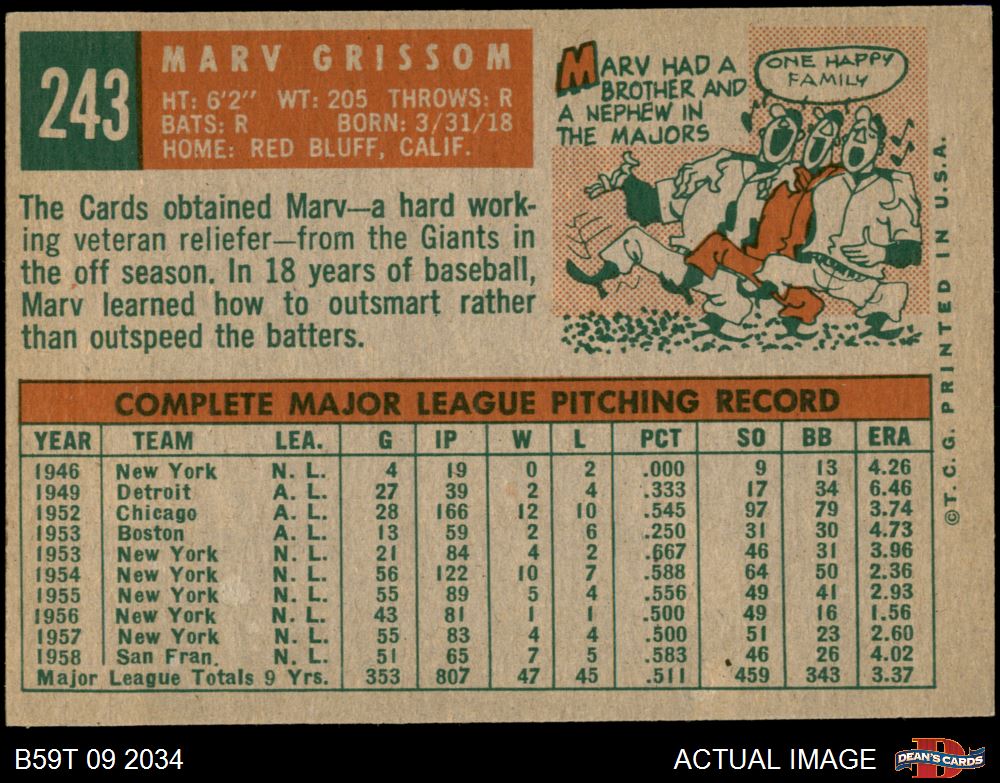 243
MARV GRISSOM
HT: 6'2" WT: 205 THROWS: R
BATS: R BORN: 3/31/18
HOME: RED BLUFF, CALIF.
MARV HAD A
BROTHER AND
A NEPHEW IN
THE MAJORS
ONE HAPPY
FAMILY
The Cards obtained Marv—a hard work-
ing veteran reliefer—from the Giants in
the off season. In 18 years of baseball,
Marv learned how to outsmart rather
than outspeed the batters.
COMPLETE MAJOR LEAGUE PITCHING RECORD
YEAR TEAM LEA. G IP W L PCT SO BB ERA
1946 New York N. L. 4 19 0 2 .000 9 13 4.26
1949 Detroit A. L. 27 39 2 4 .333 17 34 6.46
1952 Chicago A. L. 28 166 12 10 .545 97 79 3.74
1953 Boston A. L. 13 59 2 6 .250 31 30 4.73
1953 New York N. L. 21 84 4 2 .667 46 31 3.96
1954 New York N. L. 56 122 10 7 .588 64 50 2.36
1955 New York N. L. 55 89 5 4 .556 49 41 2.93
1956 New York N. L. 43 81 1 1 .500 49 16 1.56
1957 New York N. L. 55 83 4 4 .500 51 23 2.60
1958 San Fran. N. L. 51 65 7 5 .583 46 26 4.02
Major League Totals 9 Yrs. 353 807 47 45 .511 459 343 3.37
©T.C.G. PRINTED IN U.S.A.
B59T 09 2034
ACTUAL IMAGE
D
DEAN'S CARDS